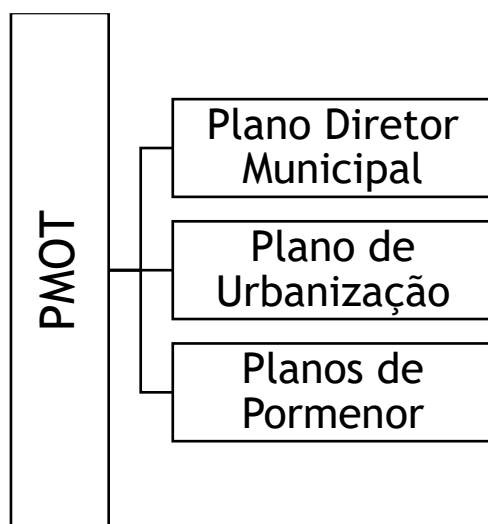 PMOT
Plano Diretor
Municipal
Plano de
Urbanização
Planos de
Pormenor